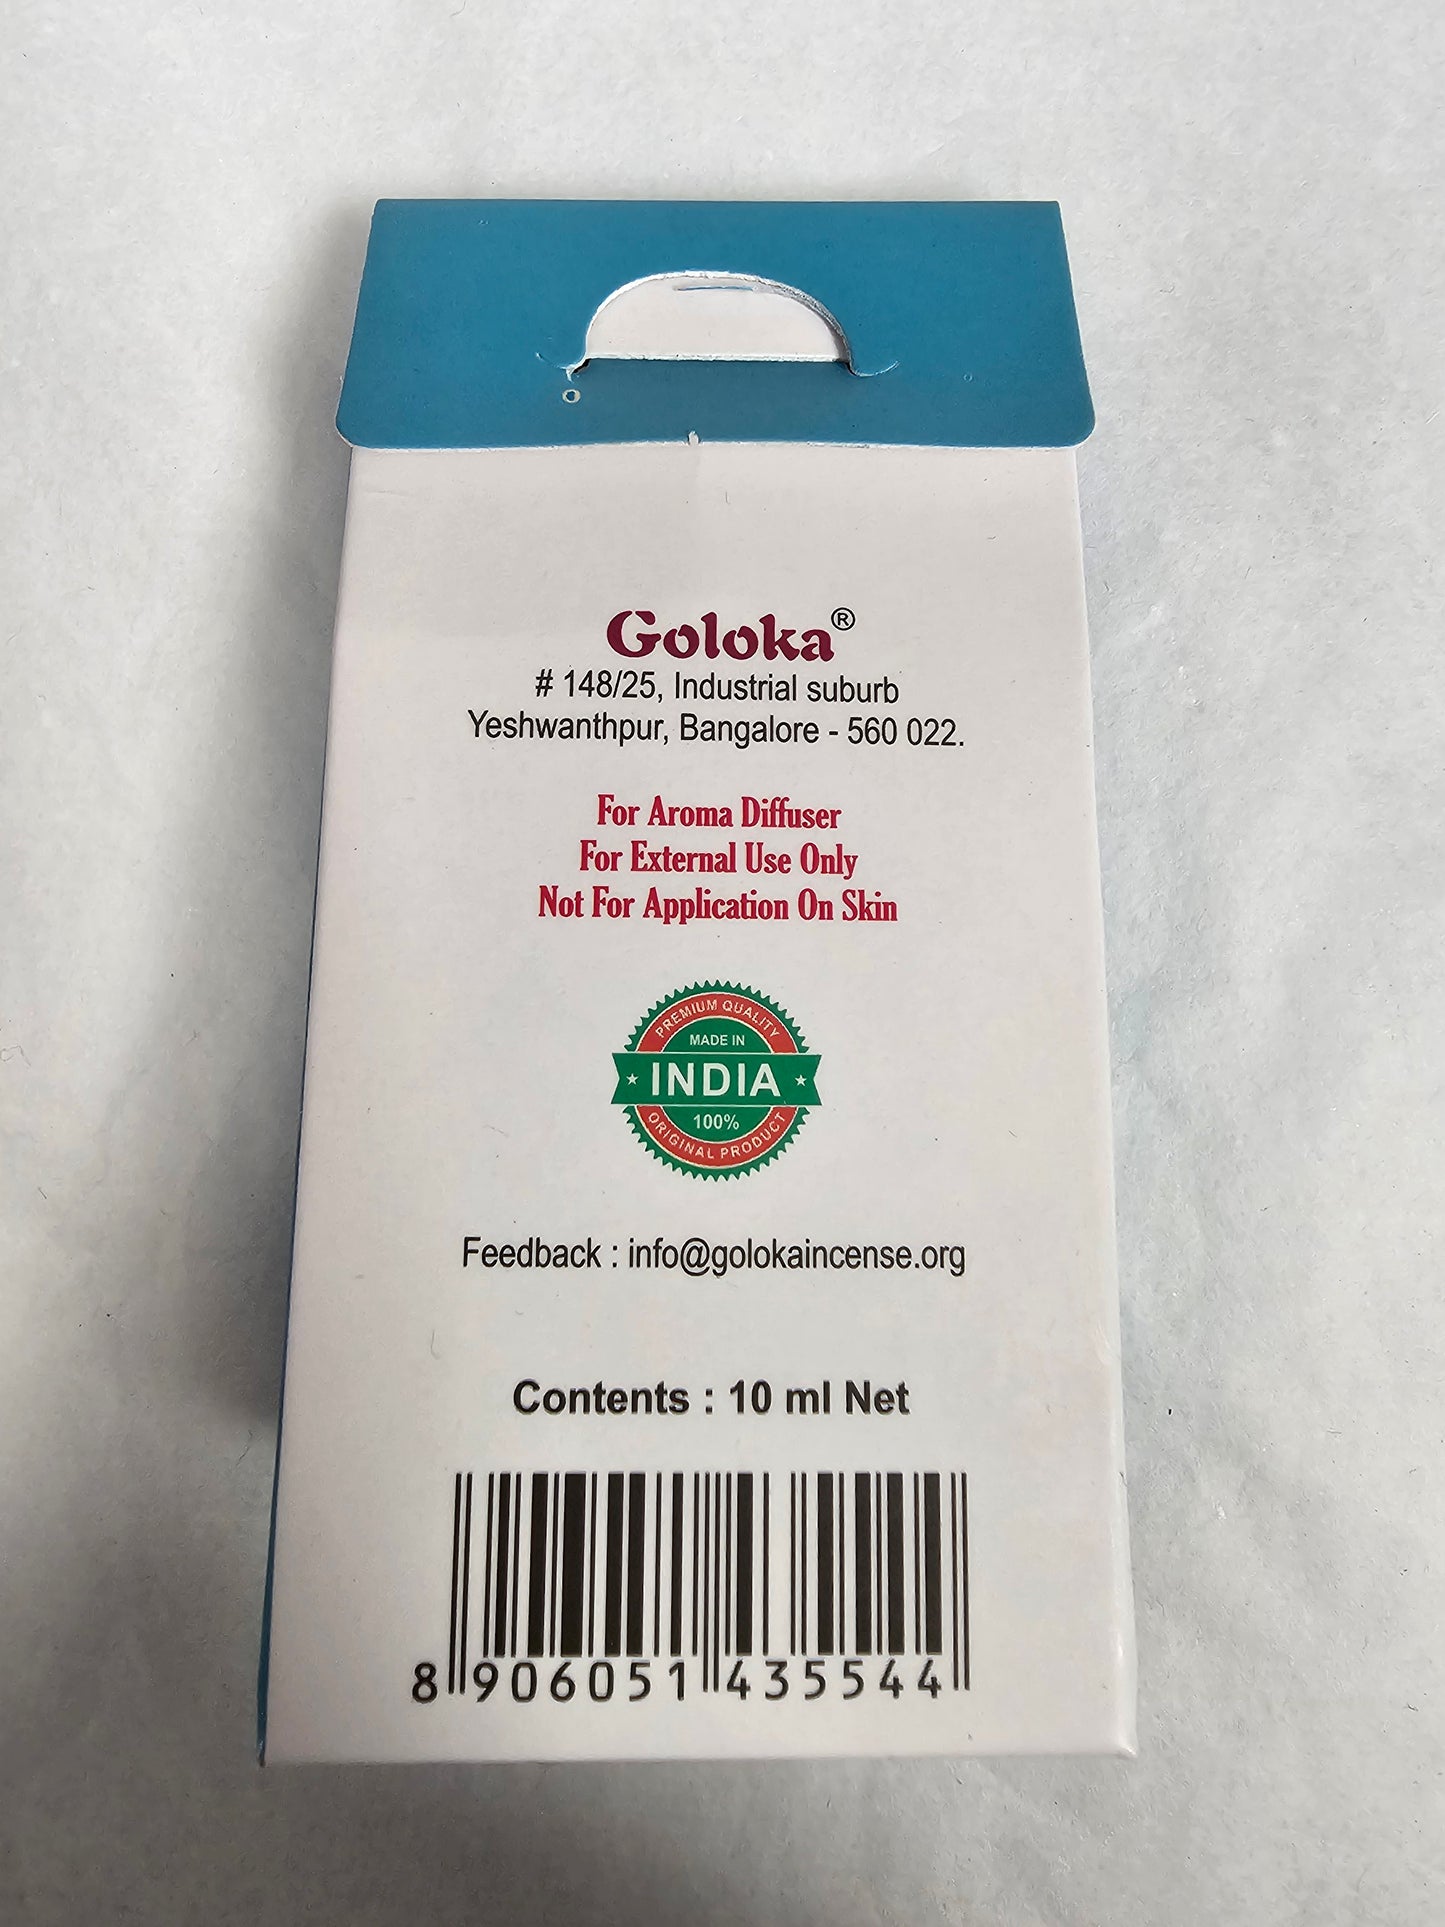 Goloka®
# 148/25, Industrial suburb
Yeshwanthpur, Bangalore - 560 022.
For Aroma Diffuser
For External Use Only
Not For Application On Skin
PREMIUM QUALITY
MADE IN
INDIA
100%
ORIGINAL PRODUCT
Feedback : info@golokaincense.org
Contents : 10 ml Net
8 906051 435544